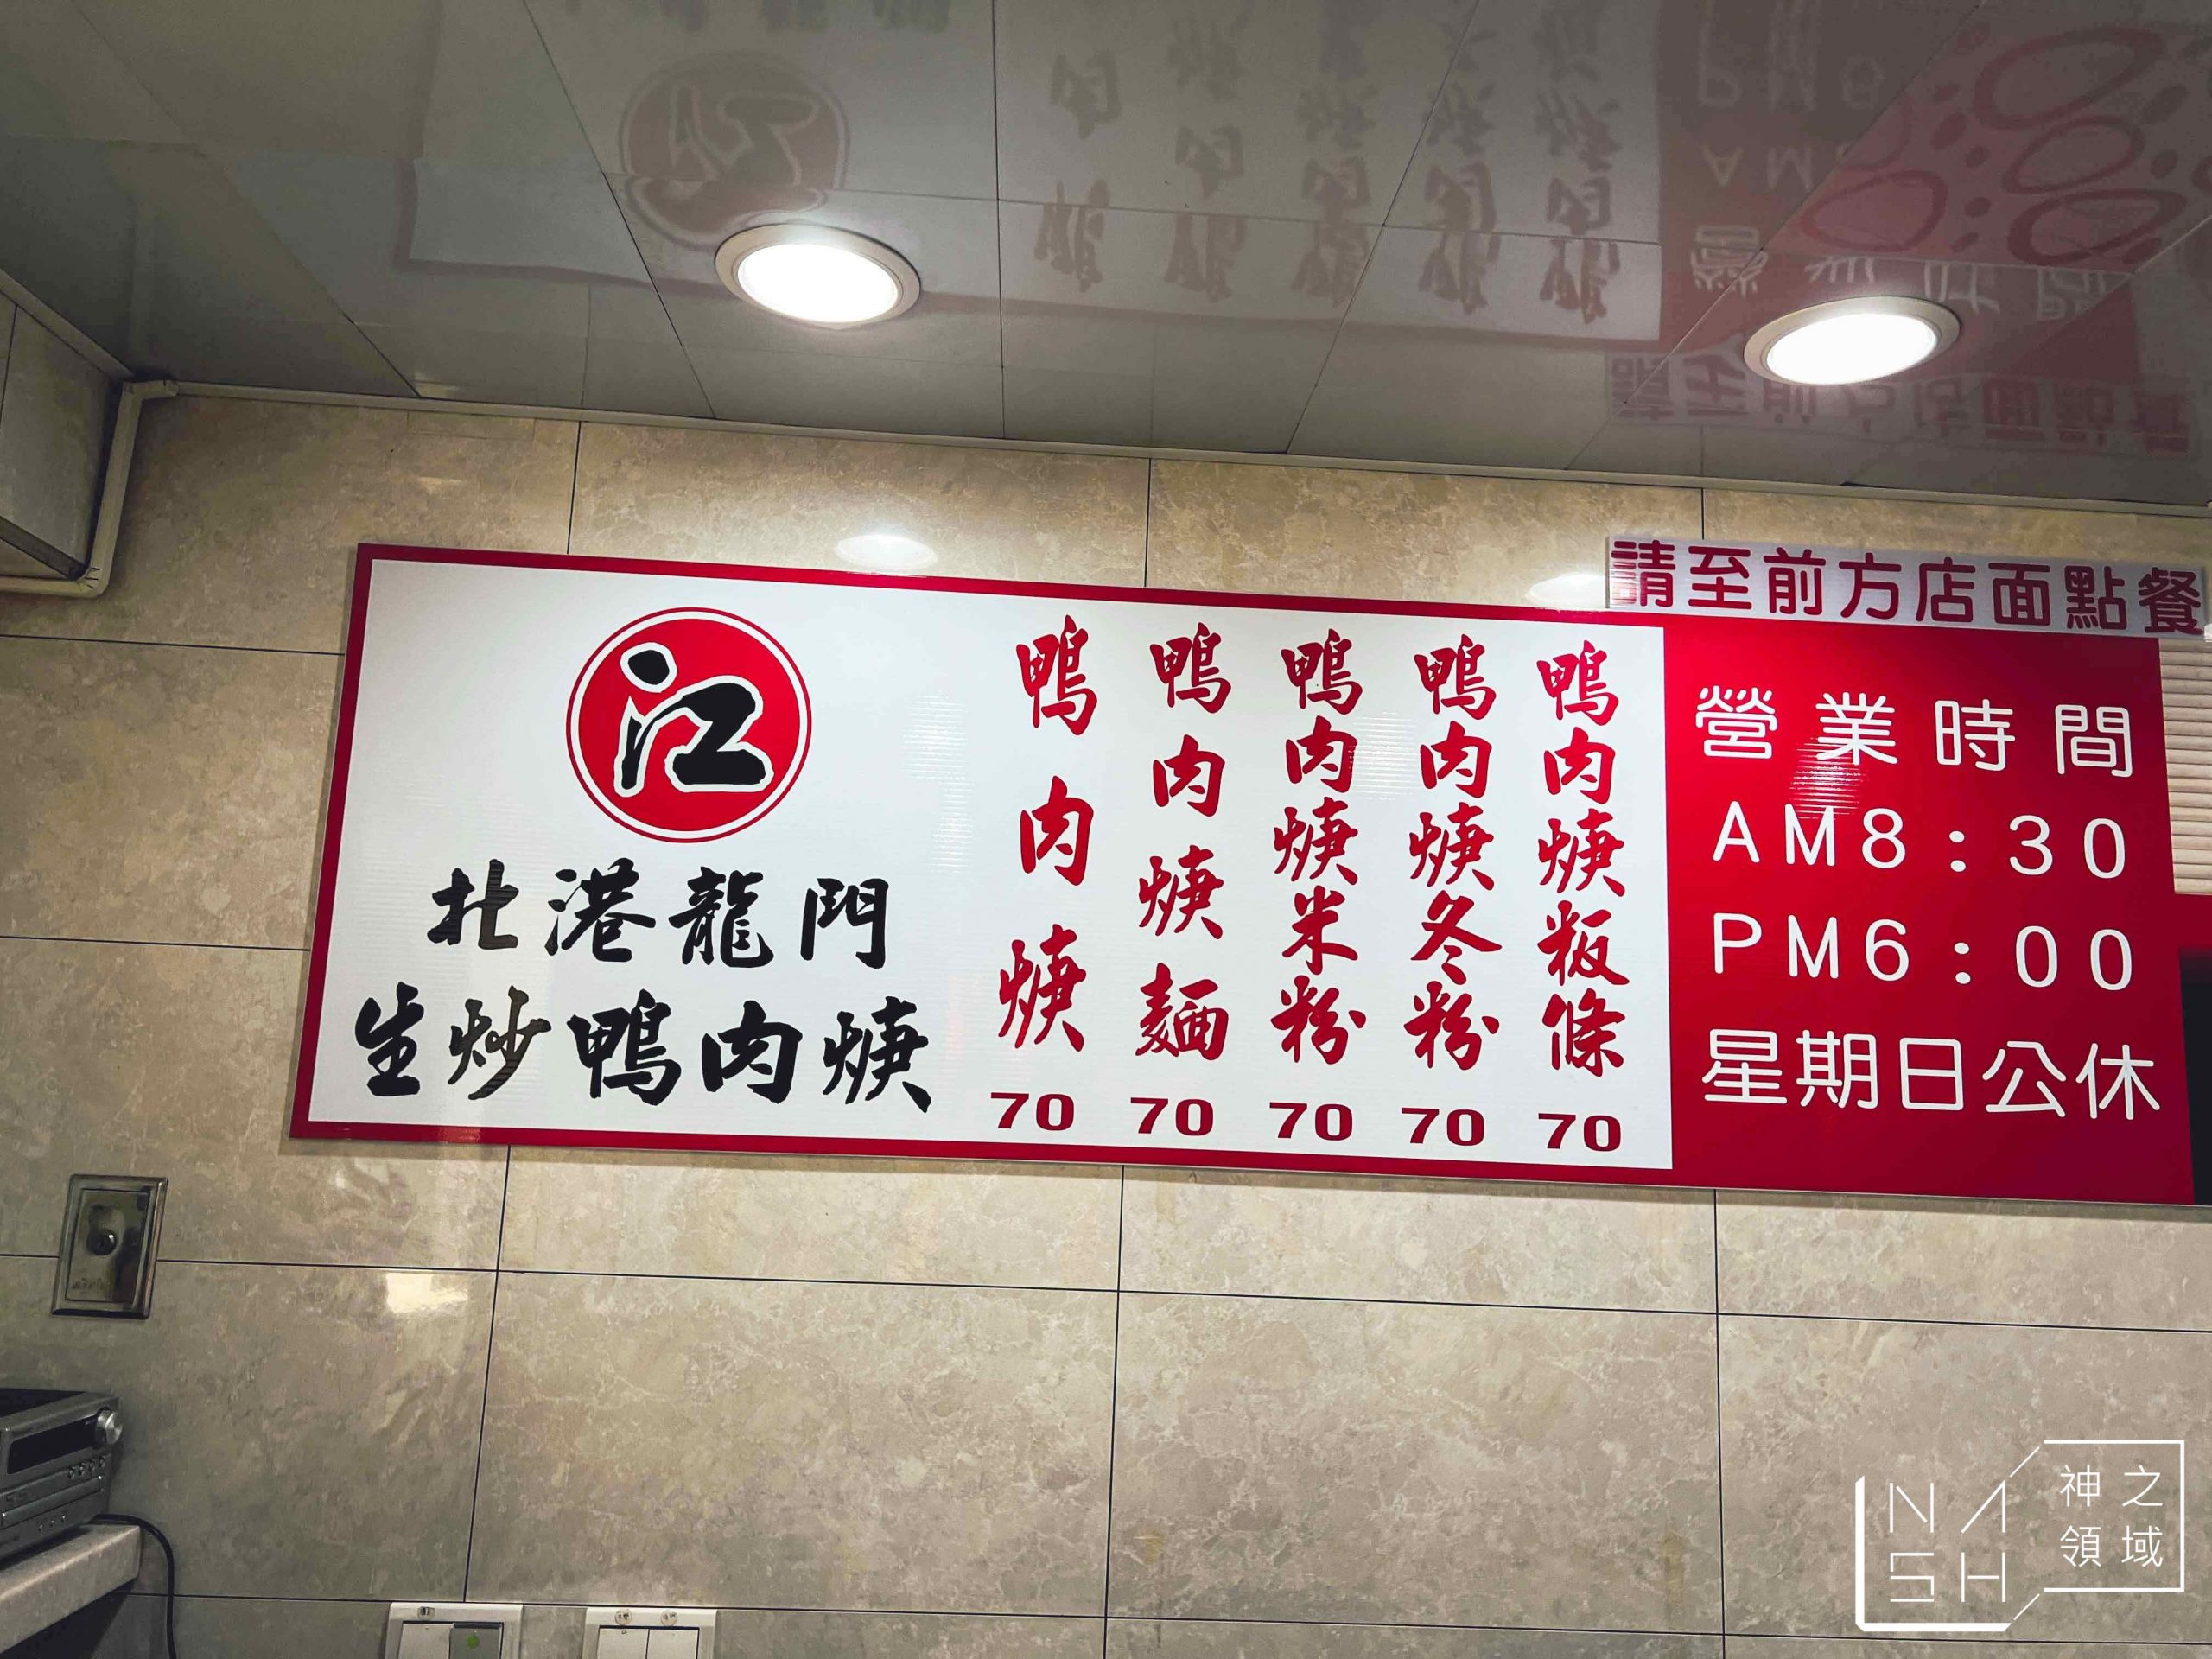 請至前方店面點餐
江
北港龍門
生炒鴨肉焿
鴨肉焿 70
鴨肉焿麵 70
鴨肉焿米粉 70
鴨肉焿冬粉 70
鴨肉焿粄條 70
營業時間
AM8:30
PM6:00
星期日公休
NASH
神之領域